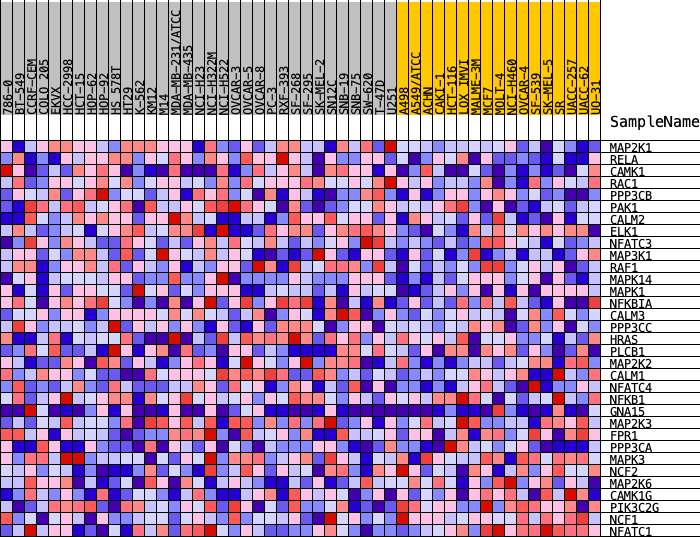 786-0
BT-549
CCRF-CEM
COLO 205
EKVX
HCC-2998
HCT-15
HOP-62
HOP-92
HS 578T
HT29
K-562
KM12
M14
MDA-MB-231/ATCC
MDA-MB-435
NCI-H23
NCI-H322M
NCI-H522
OVCAR-3
OVCAR-5
OVCAR-8
PC-3
RXF-393
SF-268
SF-295
SK-MEL-2
SN12C
SNB-19
SNB-75
SW-620
T-47D
U251
A498
A549/ATCC
ACHN
CAKI-1
HCT-116
LOX IMVI
MALME-3M
MCF7
MOLT-4
NCI-H460
OVCAR-4
SF-539
SK-MEL-5
SR
UACC-257
UACC-62
UO-31
SampleName
MAP2K1
RELA
CAMK1
RAC1
PPP3CB
PAK1
CALM2
ELK1
NFATC3
MAP3K1
RAF1
MAPK14
MAPK1
NFKBIA
CALM3
PPP3CC
HRAS
PLCB1
MAP2K2
CALM1
NFATC4
NFKB1
GNA15
MAP2K3
FPR1
PPP3CA
MAPK3
NCF2
MAP2K6
CAMK1G
PIK3C2G
NCF1
NFATC1